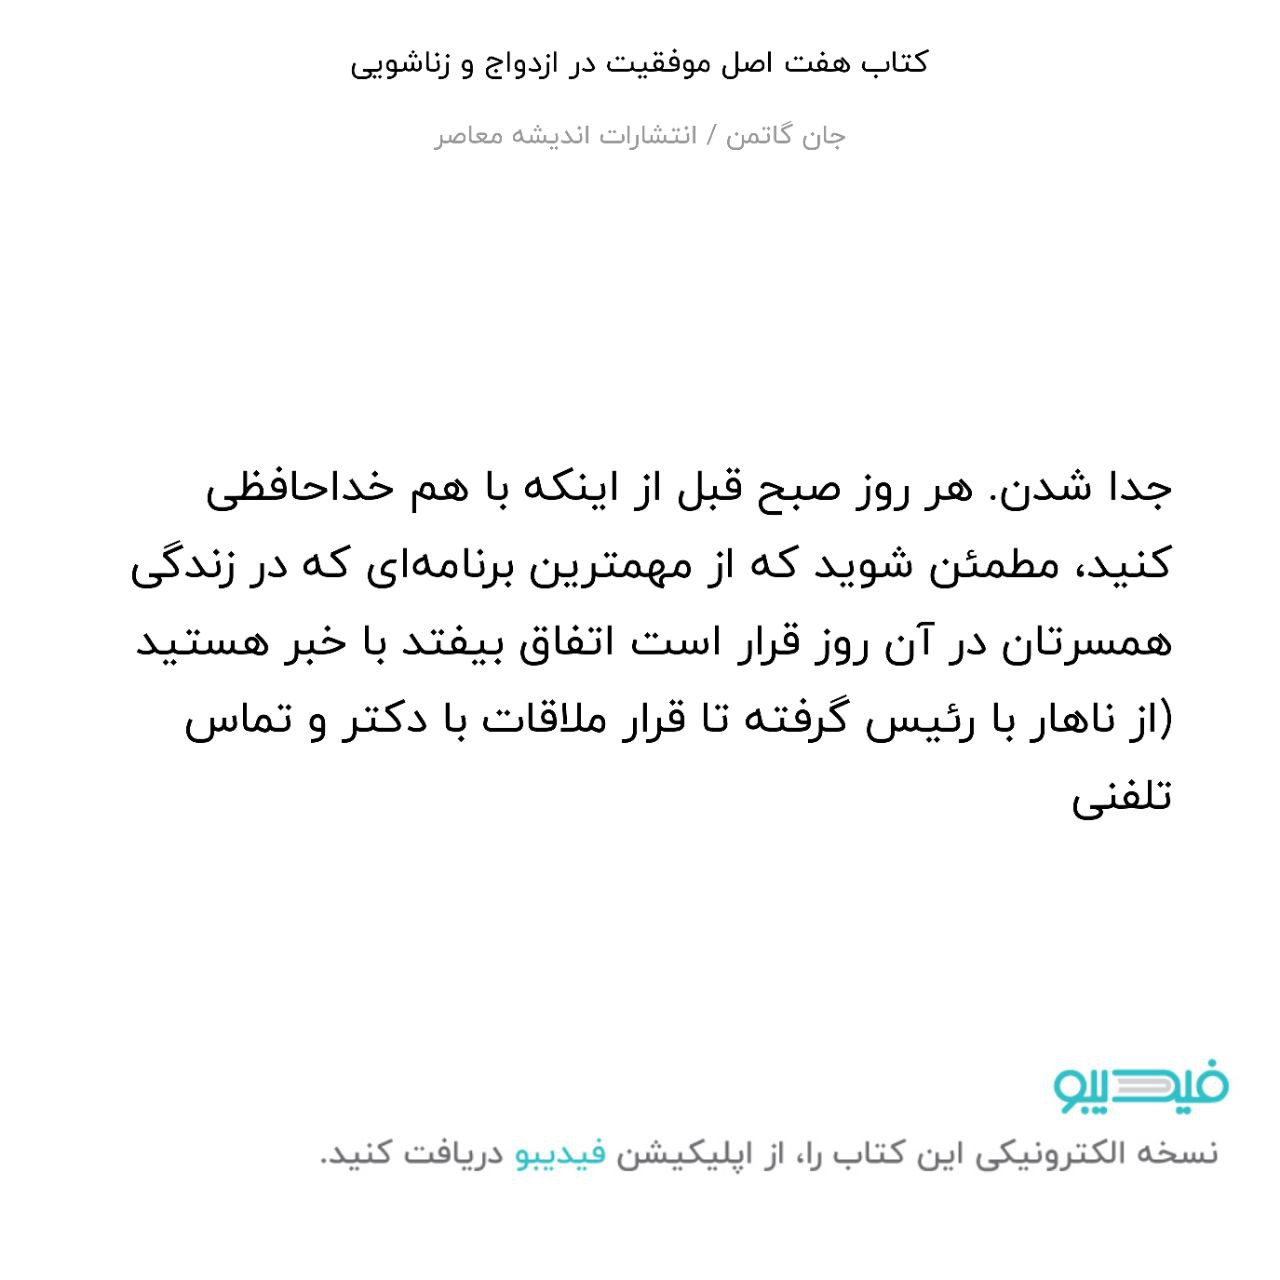 کتاب هفت اصل موفقیت در ازدواج و زناشویی
جان گاتمن / انتشارات اندیشه معاصر
جدا شدن. هر روز صبح قبل از اینکه با هم خداحافظی
کنید، مطمئن شوید که از مهمترین برنامه‌ای که در زندگی
همسرتان در آن روز قرار است اتفاق بیفتد با خبر هستید
(از ناهار با رئیس گرفته تا قرار ملاقات با دکتر و تماس
تلفنی
فیدیبو
نسخه الکترونیکی این کتاب را، از اپلیکیشن فیدیبو دریافت کنید.